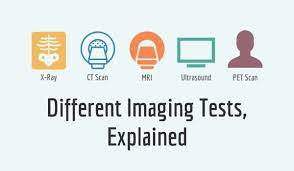 X-Ray CT Scan MRI Ultrasound PET Scan
Different Imaging Tests,
Explained